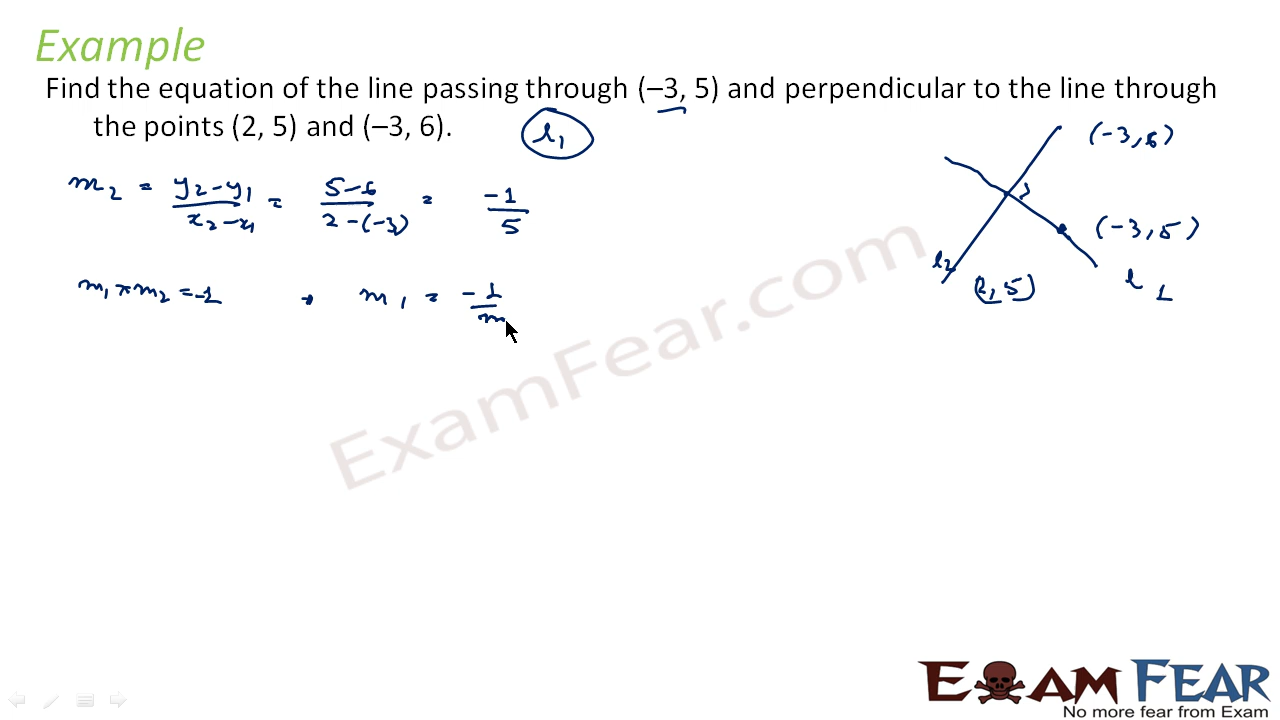 Example
Find the equation of the line passing through (–3, 5) and perpendicular to the line through
the points (2, 5) and (–3, 6).
l₁
m₂ = y₂-y₁/x₂-x₁ = 5-6/2-(-3) = -1/5
m₁ × m₂ = -1 → m₁ = -1/m
(-3,6)
(-3,5)
l₂
(2,5)
l₁
ExamFear.com
EXAM FEAR
No more fear from Exam